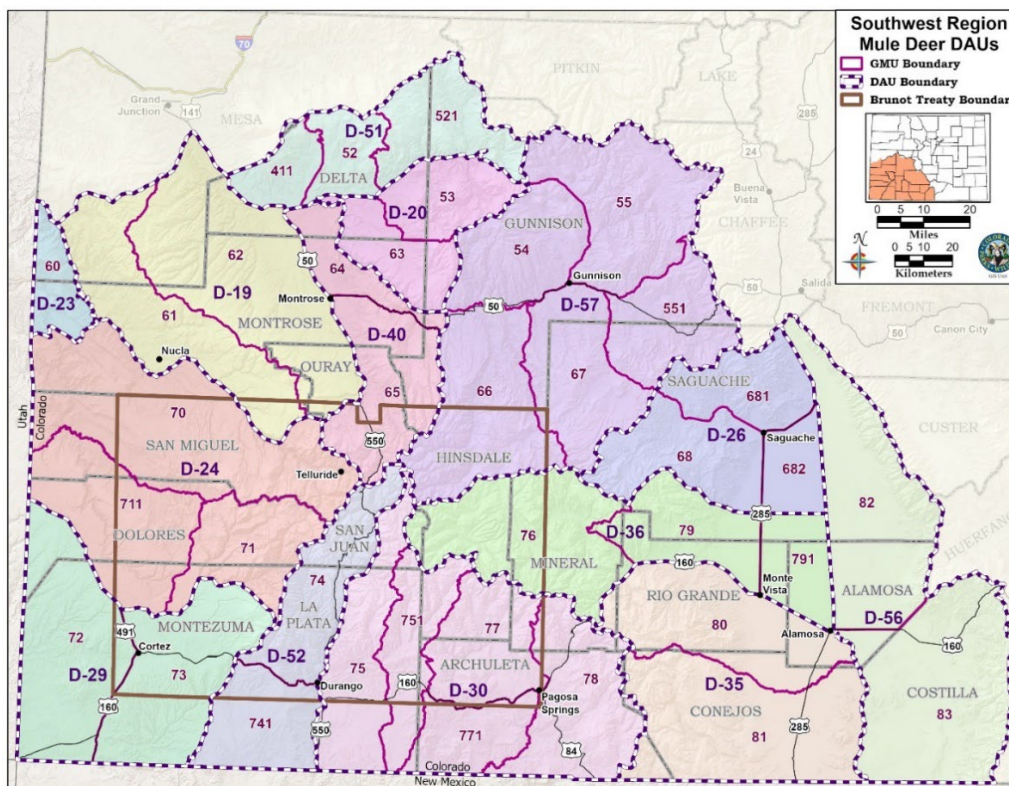 Southwest Region
Mule Deer DAUs
GMU Boundary
DAU Boundary
Brunot Treaty Boundary
0 5 10 20
Miles
0 5 10 20
Kilometers
N
70
PITKIN
LAKE
Grand
Junction
141
MESA
285
24
Buena
Vista
CHAFFEE
Salida
50
FREMONT
50
Canon City
CUSTER
HUERFANO
D-51
521
52
411
DELTA
53
D-20
GUNNISON
55
60
62
50
64
63
54
Gunnison
D-23
D-19
Montrose
50
D-57
61
MONTROSE
D-40
551
Nucla
OURAY
66
67
SAGUACHE
681
65
Utah
Colorado
70
550
D-26
Saguache
SAN MIGUEL
HINSDALE
68
682
D-24
Telluride
82
711
285
DOLORES
SAN
JUAN
76
D-36
79
71
MINERAL
160
791
74
Monte
Vista
ALAMOSA
LA
PLATA
RIO GRANDE
MONTEZUMA
751
77
80
D-56
72
491
Alamosa
Cortez
ARCHULETA
160
D-29
73
D-52
75
D-30
78
D-35
COSTILLA
160
Durango
160
Pagosa
Springs
CONEJOS
83
741
550
771
84
81
285
Colorado
New Mexico